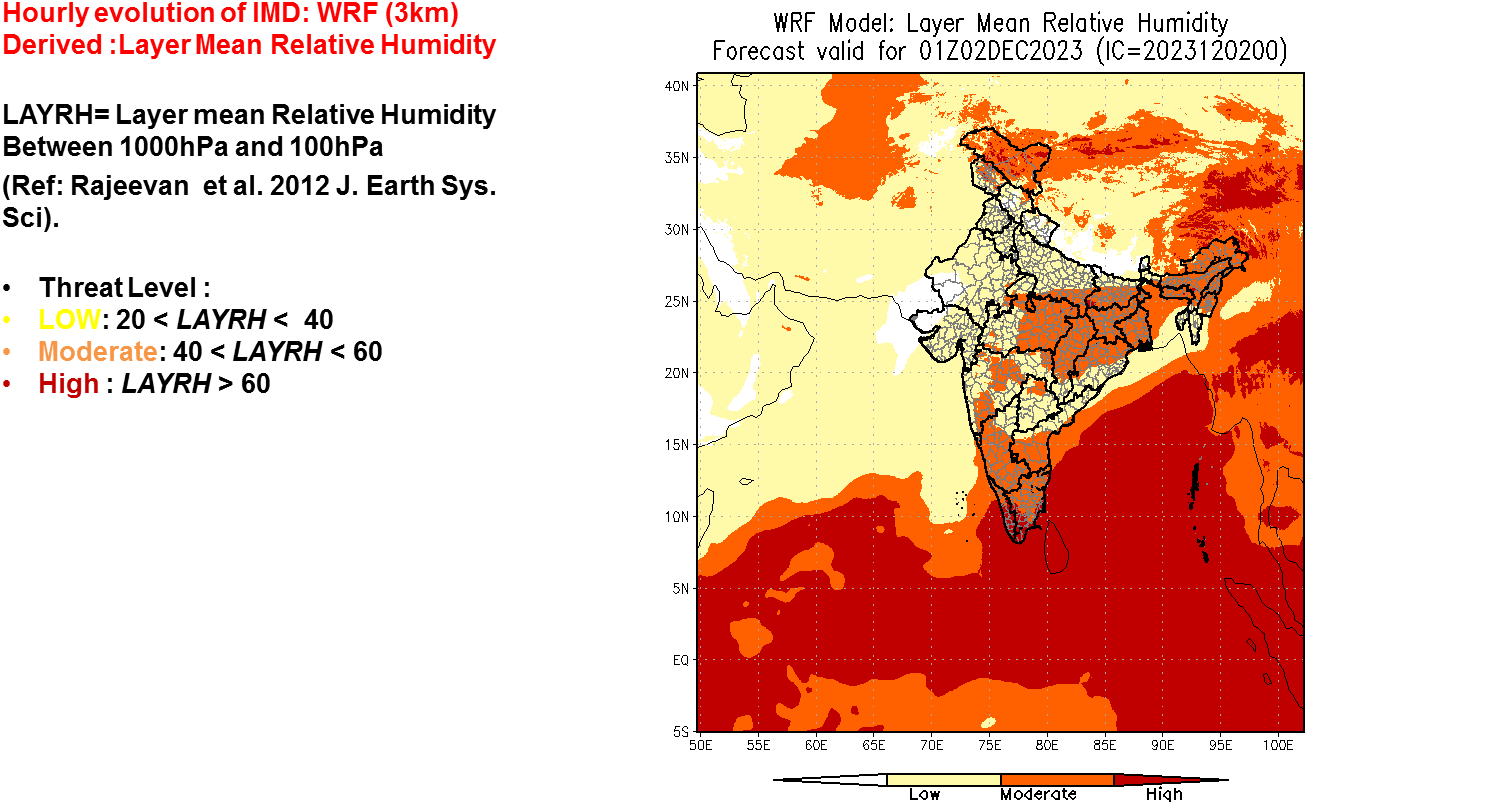 Hourly evolution of IMD: WRF (3km)
Derived :Layer Mean Relative Humidity
LAYRH= Layer mean Relative Humidity
Between 1000hPa and 100hPa
(Ref: Rajeevan et al. 2012 J. Earth Sys.
Sci).
• Threat Level :
• LOW: 20 < LAYRH < 40
• Moderate: 40 < LAYRH < 60
• High : LAYRH > 60
WRF Model: Layer Mean Relative Humidity
Forecast valid for 01Z02DEC2023 (IC=2023120200)
40N
35N
30N
25N
20N
15N
10N
5N
EQ
5S
50E 55E 60E 65E 70E 75E 80E 85E 90E 95E 100E
Low Moderate High